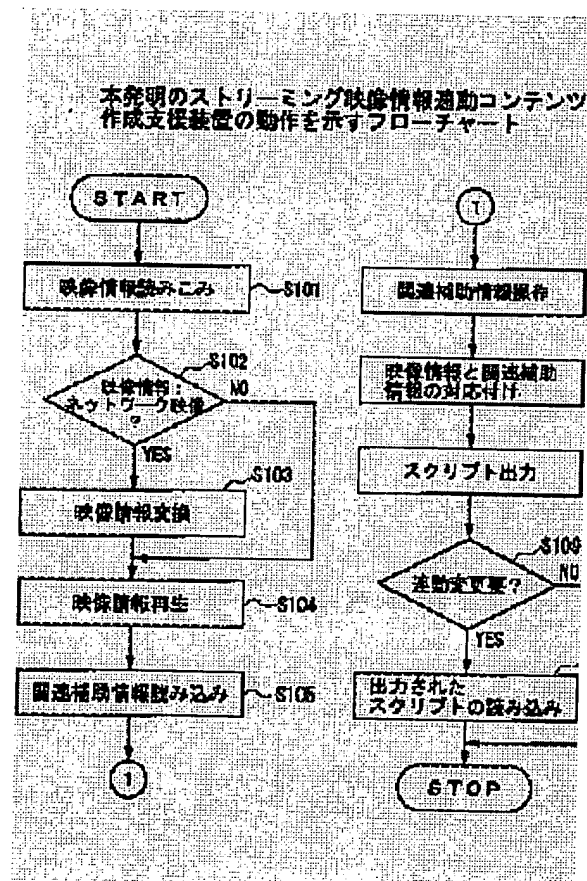 本発明のストリーミング映像情報連動コンテンツ
作成支援装置の動作を示すフローチャート
START
映像情報読みこみ
S101
S102
映像情報：
ネットワーク映像
?
NO
YES
S103
映像情報変換
映像情報再生
S104
関連補助情報読み込み
S105
1
1
関連補助情報操作
映像情報と関連補助
情報の対応付け
スクリプト出力
S109
連動変更要?
NO
YES
出力された
スクリプトの読み込み
STOP